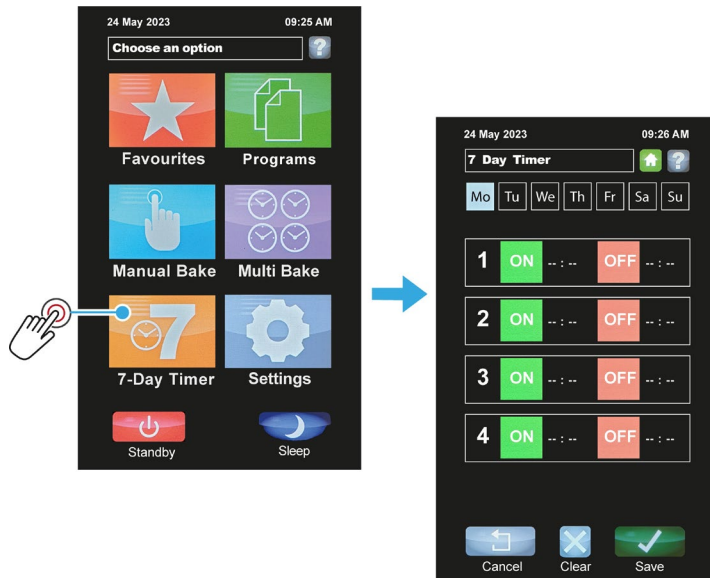 24 May 2023 09:25 AM
Choose an option ?
Favourites Programs
Manual Bake Multi Bake
7
7-Day Timer Settings
Standby Sleep
24 May 2023 09:26 AM
7 Day Timer ?
Mo Tu We Th Fr Sa Su
1 ON -- : -- OFF -- : --
2 ON -- : -- OFF -- : --
3 ON -- : -- OFF -- : --
4 ON -- : -- OFF -- : --
Cancel Clear Save